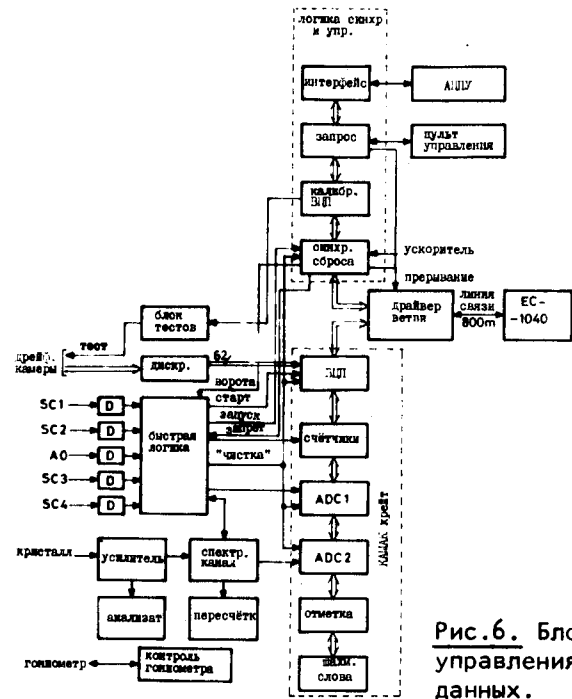 логика синхр
и упр.
интерфейс
АЦПУ
запрос
пульт
управления
калибр.
ВЦП
синхр.
сброса
ускоритель
прерывание
драйвер
ветви
линия
связи
800m
ЕС-
-1040
блок
тестов
тест
дрейф.
камеры
дискр.
62
ВЦП
ворота
старт
запуск
запрет
"чистка"
SC1
D
SC2
D
A0
D
SC3
D
SC4
D
быстрая
логика
счётчики
ADC1
ADC2
КАМАК крейт
кристалл
усилитель
спектр.
канал
анализат
пересчётк
отметка
слова
гониометр
контроль
гониометра
Рис.6. Бло
управления
данных.